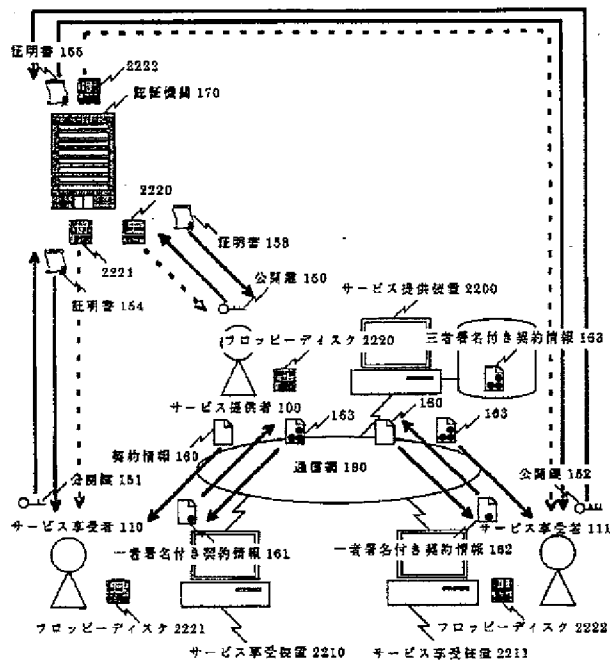 証明書 155
2222
認証機関 170
2220
証明書 153
2221
証明書 154
公開鍵 150
サービス提供装置 2200
フロッピーディスク 2220
三者署名付き契約情報 163
サービス提供者 100
163
160
163
契約情報 160
通信網 180
公開鍵 151
公開鍵 152
サービス享受者 110
サービス享受者 111
一者署名付き契約情報 161
一者署名付き契約情報 162
フロッピーディスク 2221
フロッピーディスク 2222
サービス享受装置 2210
サービス享受装置 2211